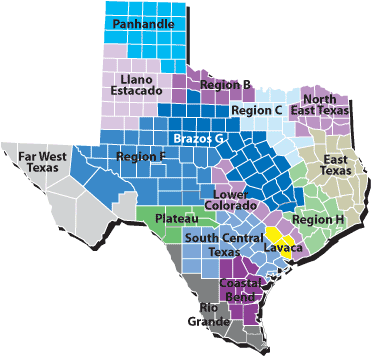 Panhandle
Llano
Estacado
Region B
Region C
North
East Texas
Brazos G
Far West
Texas
Region F
East
Texas
Lower
Colorado
Plateau
Region H
South Central
Texas
Lavaca
Coastal
Bend
Rio
Grande